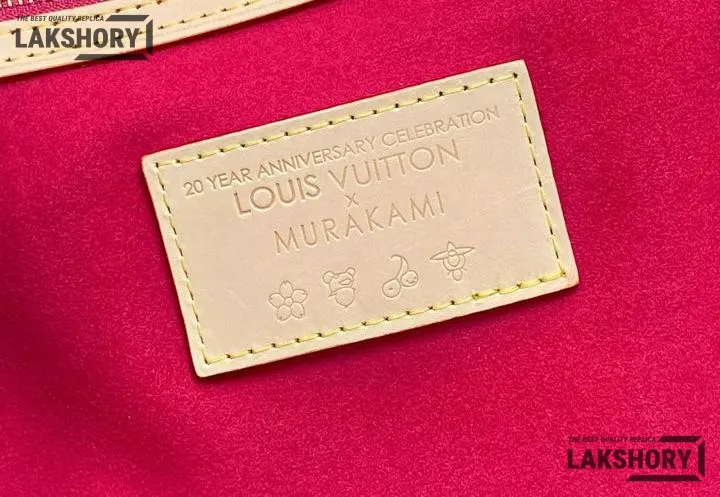 THE BEST QUALITY REPLICA
LAKSHORY
20 YEAR ANNIVERSARY CELEBRATION
LOUIS VUITTON
x
MURAKAMI
THE BEST QUALITY REPLICA
LAKSHORY